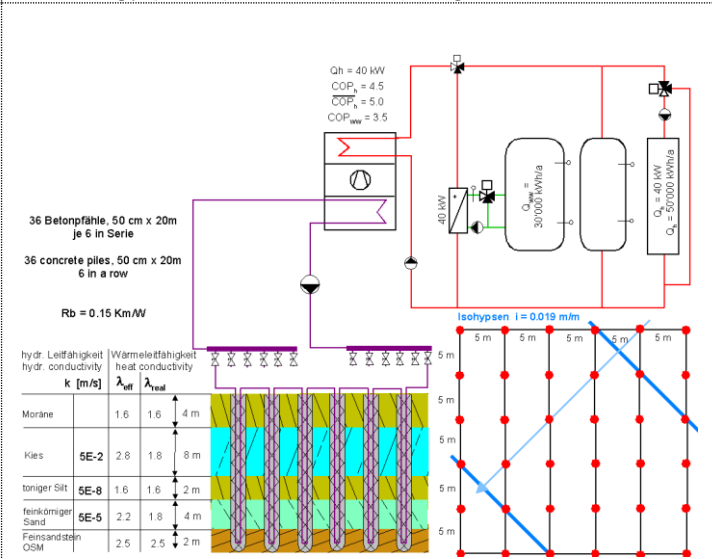 Qh = 40 kW
COPh = 4.5
COPh = 5.0
COPww = 3.5
40 kW
Qww =
30'000 kWh/a
Qh = 40 kW
Qh = 50'000 kWh/a
36 Betonpfähle, 50 cm x 20m
je 6 in Serie
36 concrete piles, 50 cm x 20m
6 in a row
Rb = 0.15 Km/W
Isohypsen i = 0.019 m/m
5 m 5 m 5 m 5 m 5 m
5 m
5 m
5 m
5 m
5 m
hydr. Leitfähigkeit Wärmeleitfähigkeit
hydr. conductivity heat conductivity
k [m/s] λeff λreal
Moräne 1.6 1.6 4 m
Kies 5E-2 2.8 1.8 8 m
toniger Silt 5E-8 1.6 1.6 2 m
feinkörniger
Sand 5E-5 2.2 1.8 4 m
Feinsandstein
OSM 2.5 2.5 2 m